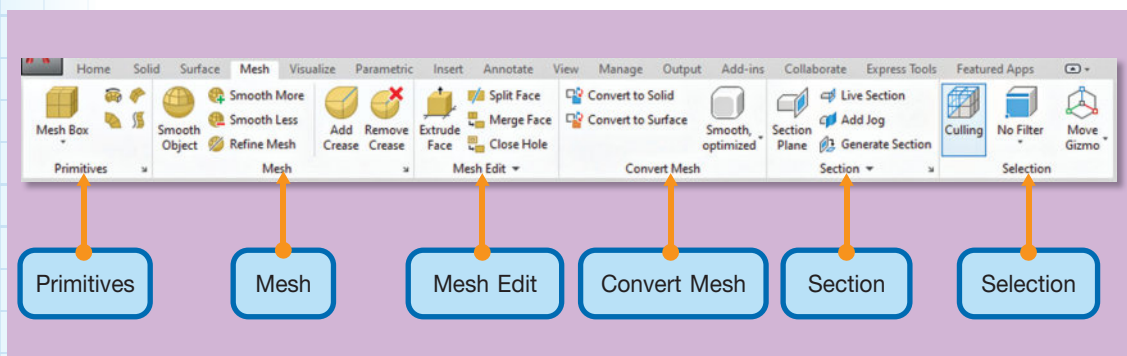 Home Solid Surface Mesh Visualize Parametric Insert Annotate View Manage Output Add-ins Collaborate Express Tools Featured Apps
Mesh Box
Primitives
Smooth Object
Smooth More
Smooth Less
Refine Mesh
Add Crease
Remove Crease
Mesh
Extrude Face
Split Face
Merge Face
Close Hole
Mesh Edit
Convert to Solid
Convert to Surface
Smooth, optimized
Convert Mesh
Section Plane
Live Section
Add Jog
Generate Section
Section
Culling
No Filter
Move Gizmo
Selection
Primitives
Mesh
Mesh Edit
Convert Mesh
Section
Selection